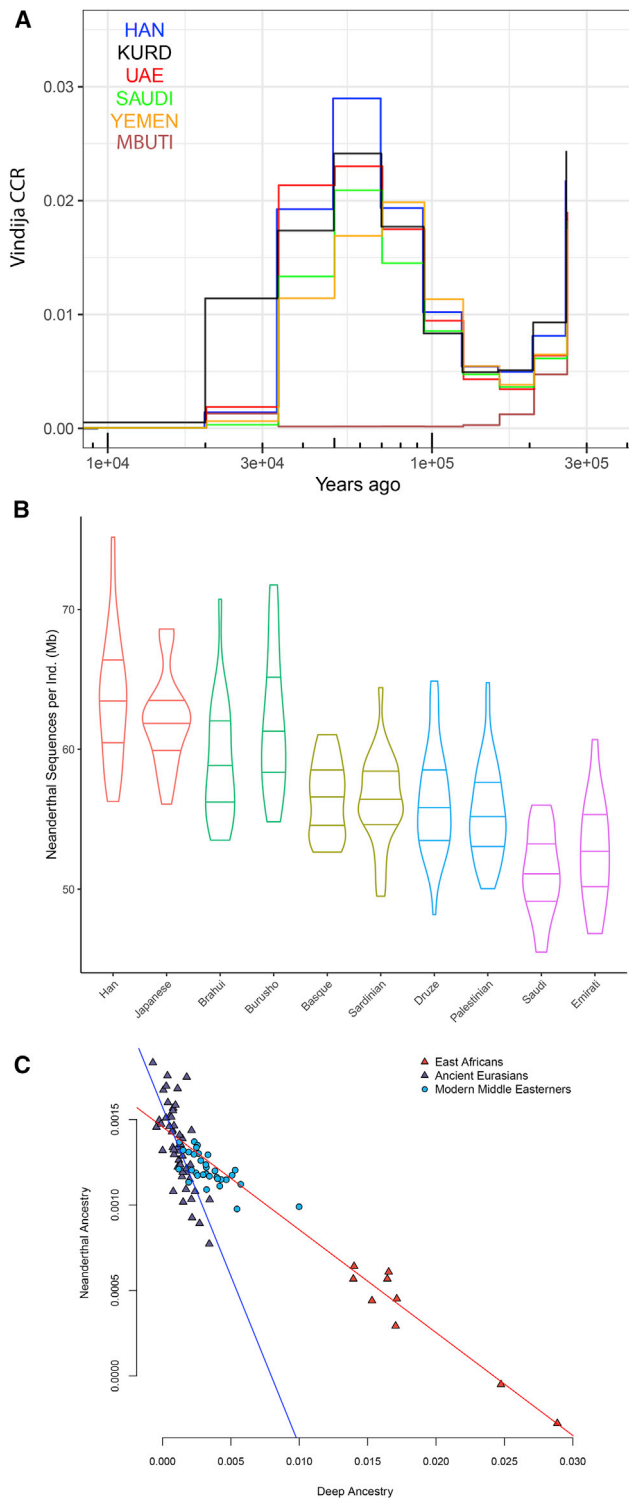 A
HAN
KURD
UAE
SAUDI
YEMEN
MBUTI
0.03
0.02
0.01
0.00
Vindija CCR
1e+04 3e+04 1e+05 3e+05
Years ago
B
70
60
50
Neanderthal Sequences per Ind. (Mb)
Han Japanese Brahui Burusho Basque Sardinian Druze Palestinian Saudi Emirati
C
East Africans
Ancient Eurasians
Modern Middle Easterners
0.0015
0.0010
0.0005
0.0000
Neanderthal Ancestry
0.000 0.005 0.010 0.015 0.020 0.025 0.030
Deep Ancestry